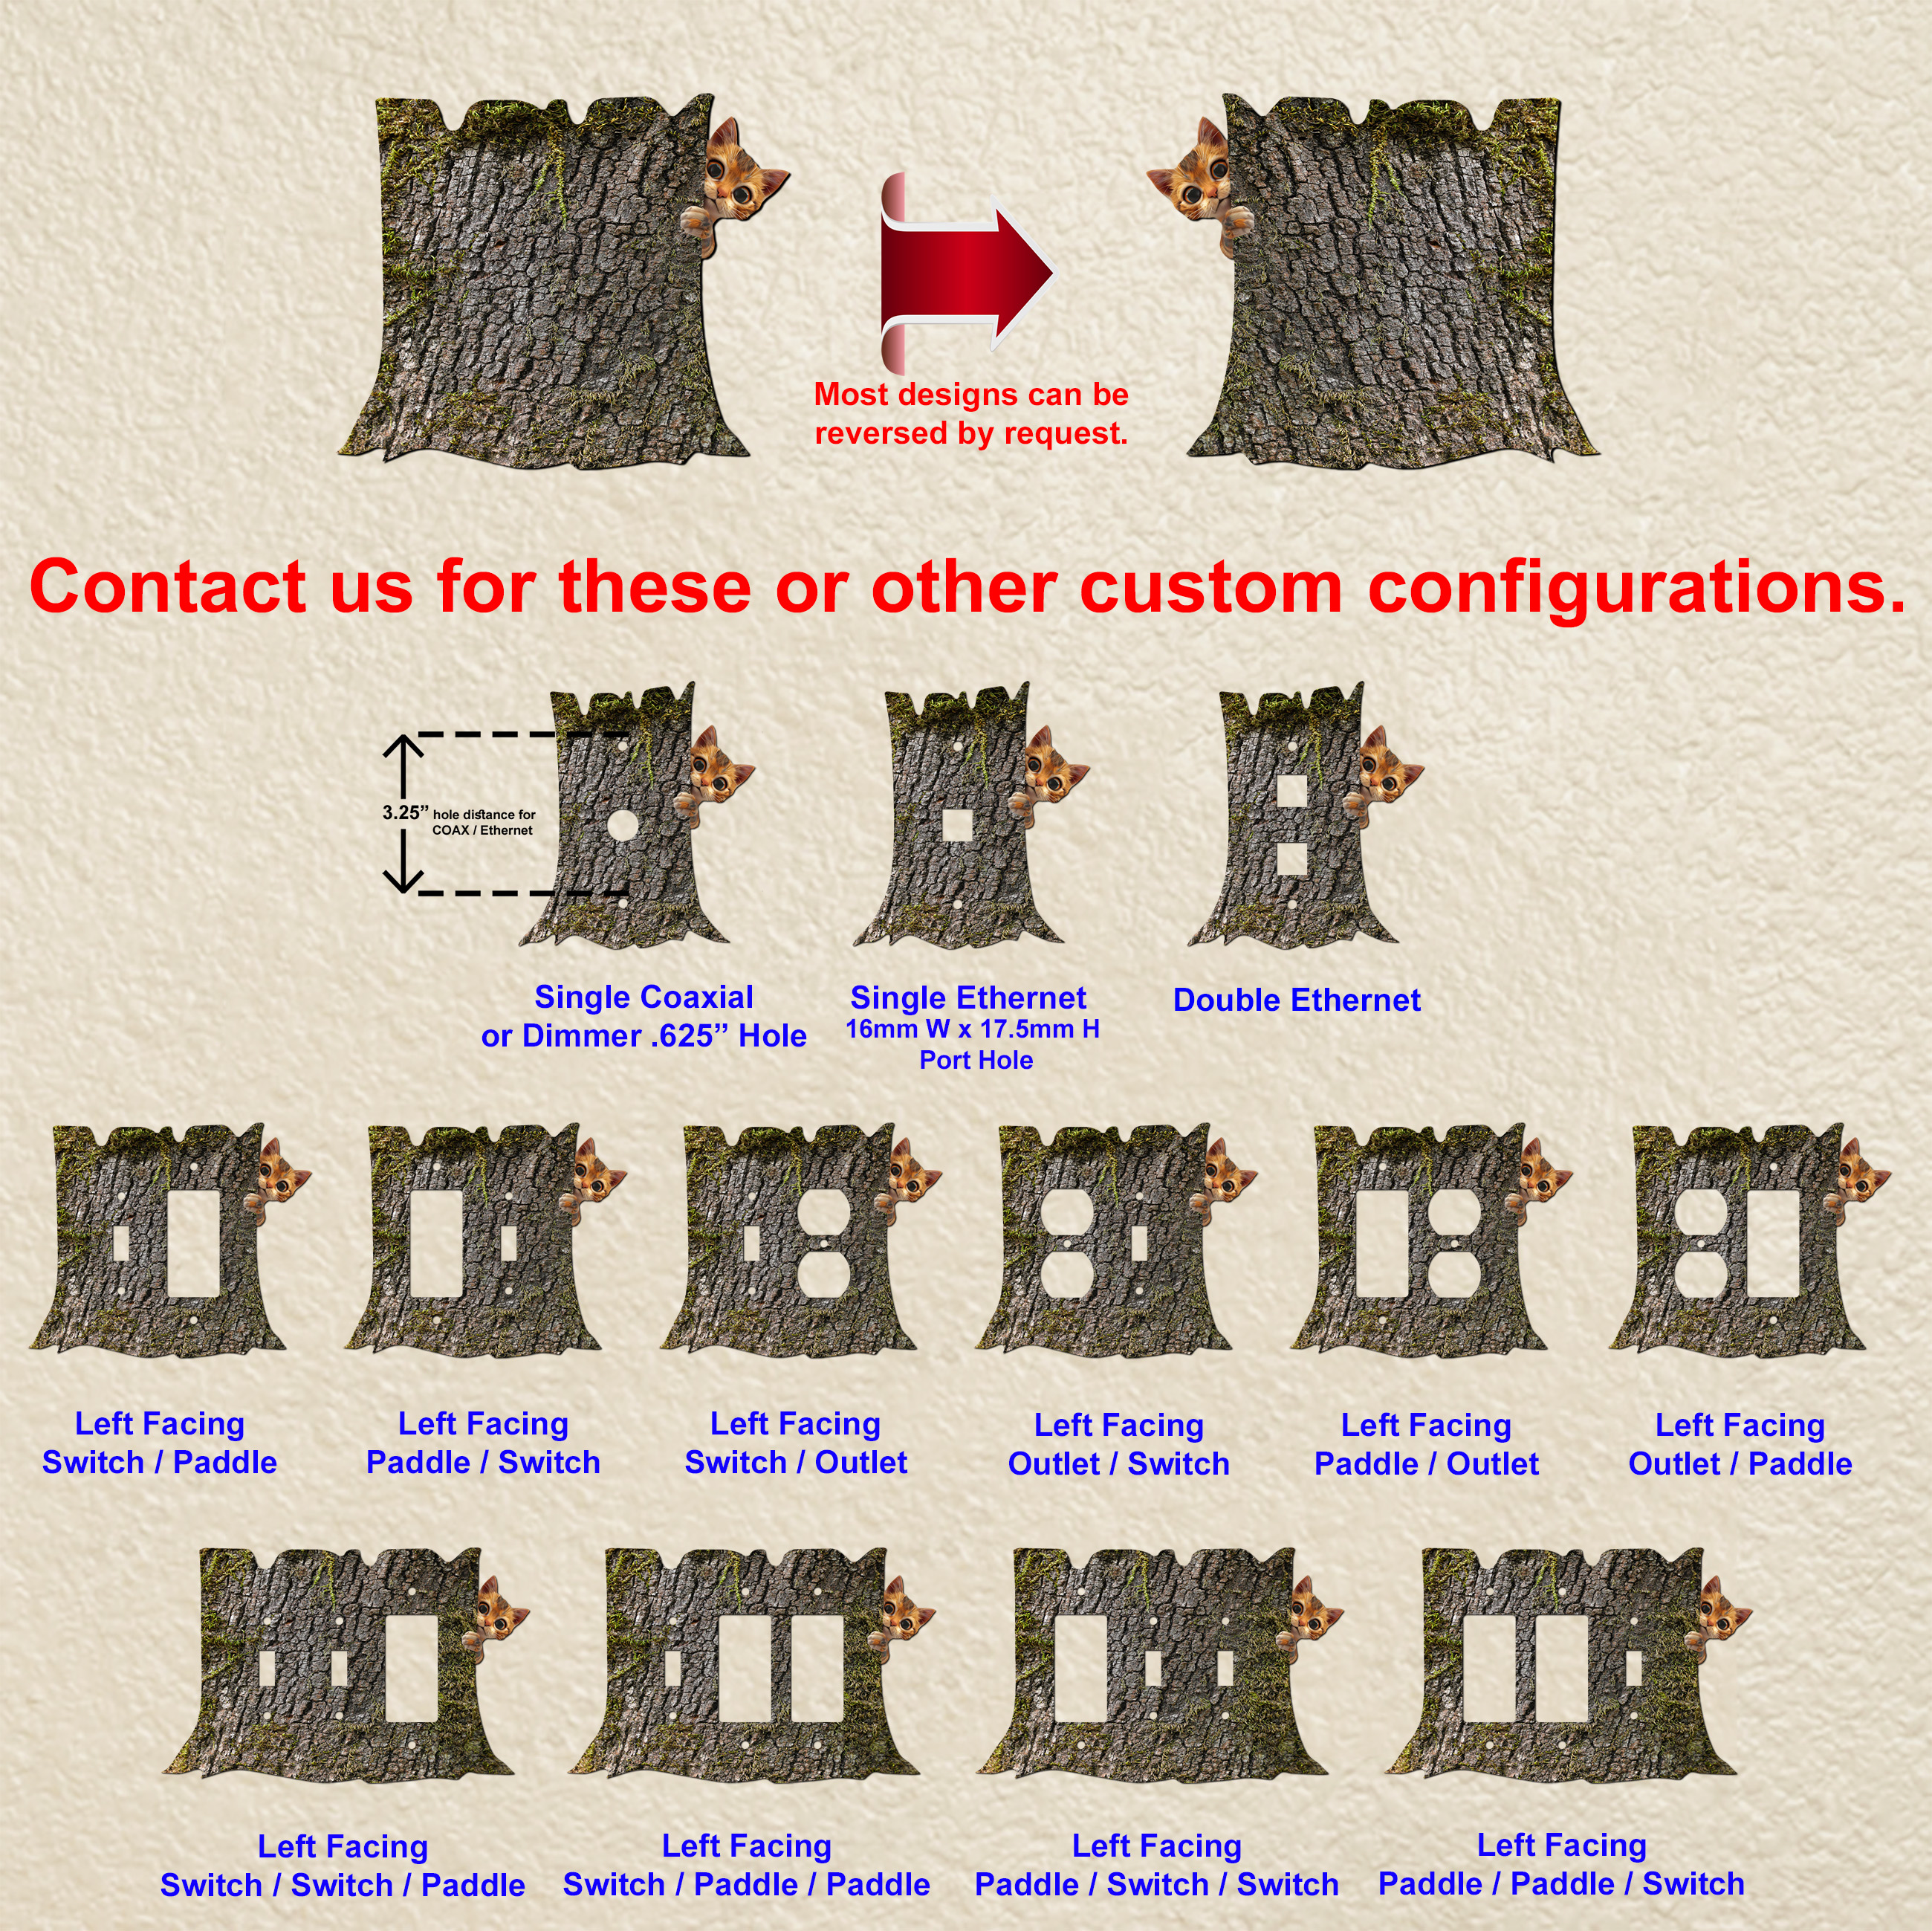 Most designs can be
reversed by request.
Contact us for these or other custom configurations.
3.25” hole distance for
COAX / Ethernet
Single Coaxial
or Dimmer .625” Hole
Single Ethernet
16mm W x 17.5mm H
Port Hole
Double Ethernet
Left Facing
Switch / Paddle
Left Facing
Paddle / Switch
Left Facing
Switch / Outlet
Left Facing
Outlet / Switch
Left Facing
Paddle / Outlet
Left Facing
Outlet / Paddle
Left Facing
Switch / Switch / Paddle
Left Facing
Switch / Paddle / Paddle
Left Facing
Paddle / Switch / Switch
Left Facing
Paddle / Paddle / Switch